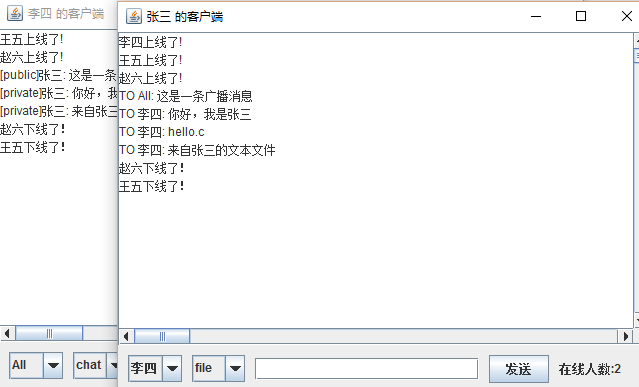 李四 的客户端
王五上线了!
赵六上线了!
[public]张三: 这是一条
[private]张三: 你好，我
[private]张三: 来自张
赵六下线了!
王五下线了!
All
chat
张三 的客户端
李四上线了!
王五上线了!
赵六上线了!
TO All: 这是一条广播消息
TO 李四: 你好，我是张三
TO 李四: hello.c
TO 李四: 来自张三的文本文件
赵六下线了!
王五下线了!
李四
file
发送
在线人数:2